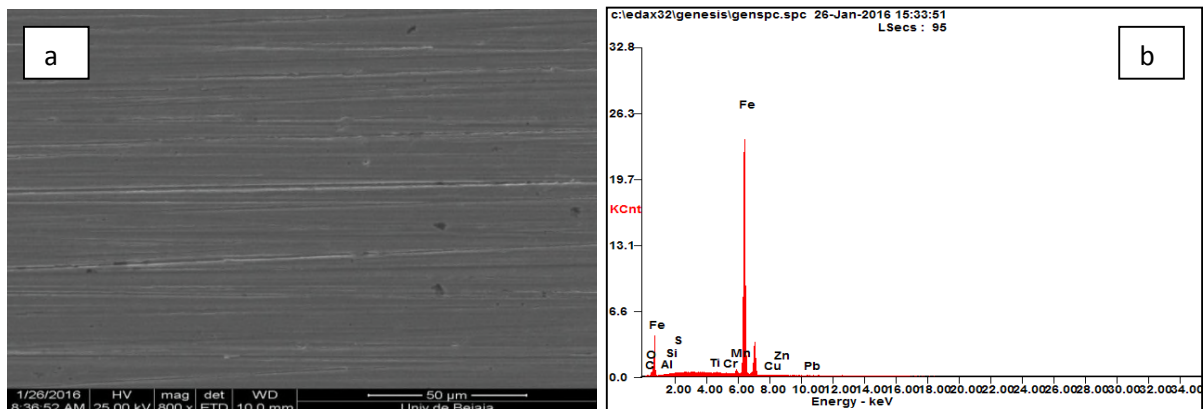 a
1/26/2016 HV mag det WD 50 µm
8:36:52 AM 25.00 kV 800 x ETD 10.0 mm Univ de Bejaia
c:\edax32\genesis\genspc.spc 26-Jan-2016 15:33:51
LSecs : 95
b
32.8
26.3
19.7
KCnt
13.1
6.6
0.0
Fe
Fe
O
C
Al
Si
S
Ti
Cr
Mn
Cu
Zn
Pb
2.00 4.00 6.00 8.00 10.00 12.00 14.00 16.00 18.00 20.00 22.00 24.00 26.00 28.00 30.00 32.00 34.00
Energy - keV